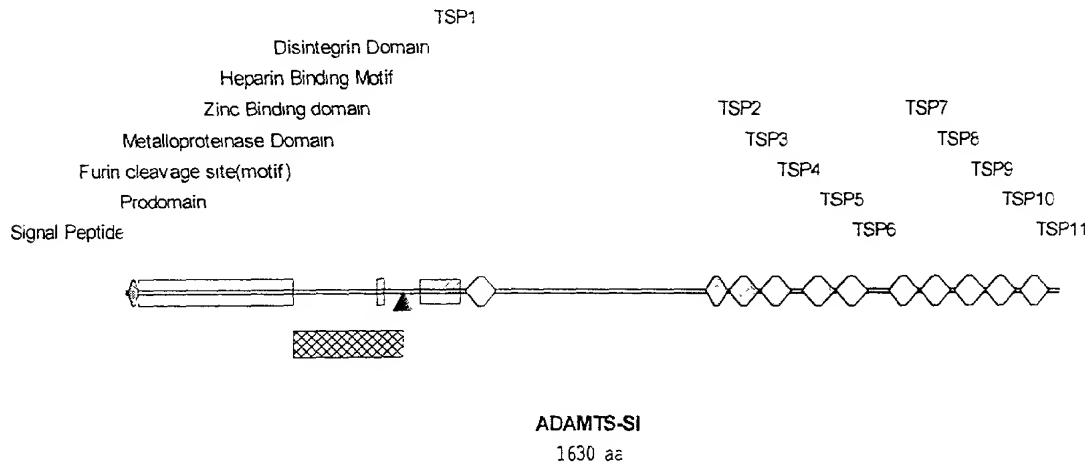 TSP1
Disintegrin Domain
Heparin Binding Motif
Zinc Binding domain TSP2 TSP7
Metalloproteinase Domain TSP3 TSP8
Furin cleavage site(motif) TSP4 TSP9
Prodomain TSP5 TSP10
Signal Peptide TSP6 TSP11
ADAMTS-SI
1630 aa